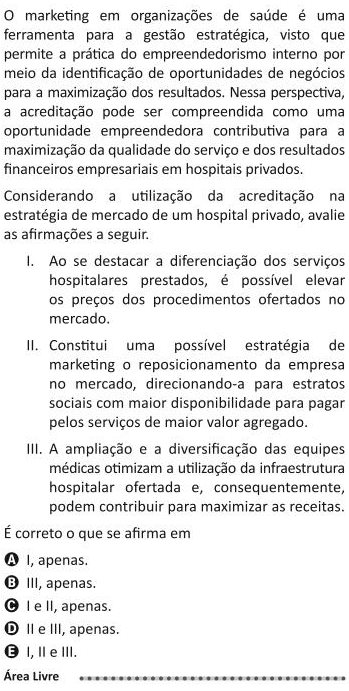 O marketing em organizações de saúde é uma
ferramenta para a gestão estratégica, visto que
permite a prática do empreendedorismo interno por
meio da identificação de oportunidades de negócios
para a maximização dos resultados. Nessa perspectiva,
a acreditação pode ser compreendida como uma
oportunidade empreendedora contributiva para a
maximização da qualidade do serviço e dos resultados
financeiros empresariais em hospitais privados.
Considerando a utilização da acreditação na
estratégia de mercado de um hospital privado, avalie
as afirmações a seguir.
I. Ao se destacar a diferenciação dos serviços
hospitalares prestados, é possível elevar
os preços dos procedimentos ofertados no
mercado.
II. Constitui uma possível estratégia de
marketing o reposicionamento da empresa
no mercado, direcionando-a para estratos
sociais com maior disponibilidade para pagar
pelos serviços de maior valor agregado.
III. A ampliação e a diversificação das equipes
médicas otimizam a utilização da infraestrutura
hospitalar ofertada e, consequentemente,
podem contribuir para maximizar as receitas.
É correto o que se afirma em
A I, apenas.
B III, apenas.
C I e II, apenas.
D II e III, apenas.
E I, II e III.
Área Livre